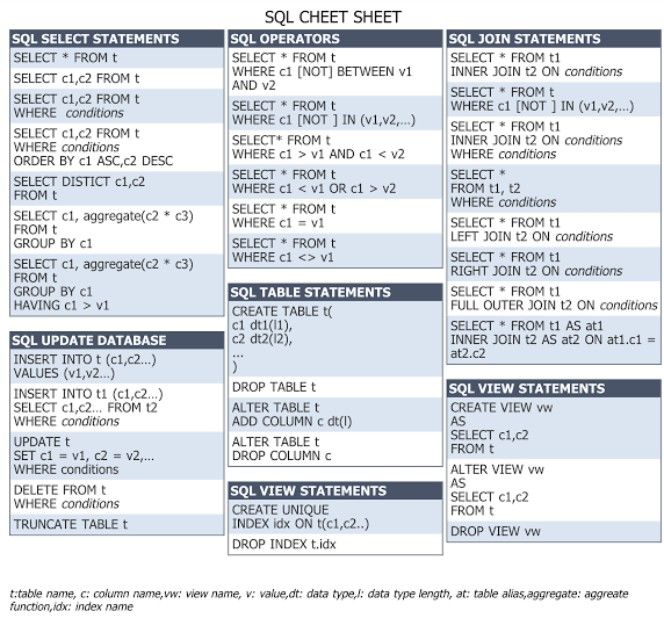 SQL CHEET SHEET
SQL SELECT STATEMENTS
SELECT * FROM t
SELECT c1,c2 FROM t
SELECT c1,c2 FROM t
WHERE conditions
SELECT c1,c2 FROM t
WHERE conditions
ORDER BY c1 ASC,c2 DESC
SELECT DISTICT c1,c2
FROM t
SELECT c1, aggregate(c2 * c3)
FROM t
GROUP BY c1
SELECT c1, aggregate(c2 * c3)
FROM t
GROUP BY c1
HAVING c1 > v1
SQL UPDATE DATABASE
INSERT INTO t (c1,c2...)
VALUES (v1,v2...)
INSERT INTO t1 (c1,c2...)
SELECT c1,c2... FROM t2
WHERE conditions
UPDATE t
SET c1 = v1, c2 = v2,...
WHERE conditions
DELETE FROM t
WHERE conditions
TRUNCATE TABLE t
SQL OPERATORS
SELECT * FROM t
WHERE c1 [NOT] BETWEEN v1
AND v2
SELECT * FROM t
WHERE c1 [NOT ] IN (v1,v2,...)
SELECT* FROM t
WHERE c1 > v1 AND c1 < v2
SELECT * FROM t
WHERE c1 < v1 OR c1 > v2
SELECT * FROM t
WHERE c1 = v1
SELECT * FROM t
WHERE c1 <> v1
SQL TABLE STATEMENTS
CREATE TABLE t(
c1 dt1(l1),
c2 dt2(l2),
...
)
DROP TABLE t
ALTER TABLE t
ADD COLUMN c dt(l)
ALTER TABLE t
DROP COLUMN c
SQL VIEW STATEMENTS
CREATE UNIQUE
INDEX idx ON t(c1,c2..)
DROP INDEX t.idx
SQL JOIN STATEMENTS
SELECT * FROM t1
INNER JOIN t2 ON conditions
SELECT * FROM t
WHERE c1 [NOT ] IN (v1,v2,...)
SELECT * FROM t1
INNER JOIN t2 ON conditions
WHERE conditions
SELECT *
FROM t1, t2
WHERE conditions
SELECT * FROM t1
LEFT JOIN t2 ON conditions
SELECT * FROM t1
RIGHT JOIN t2 ON conditions
SELECT * FROM t1
FULL OUTER JOIN t2 ON conditions
SELECT * FROM t1 AS at1
INNER JOIN t2 AS at2 ON at1.c1 =
at2.c2
SQL VIEW STATEMENTS
CREATE VIEW vw
AS
SELECT c1,c2
FROM t
ALTER VIEW vw
AS
SELECT c1,c2
FROM t
DROP VIEW vw
t:table name, c: column name,vw: view name, v: value,dt: data type,l: data type length, at: table alias,aggregate: aggreate
function,idx: index name